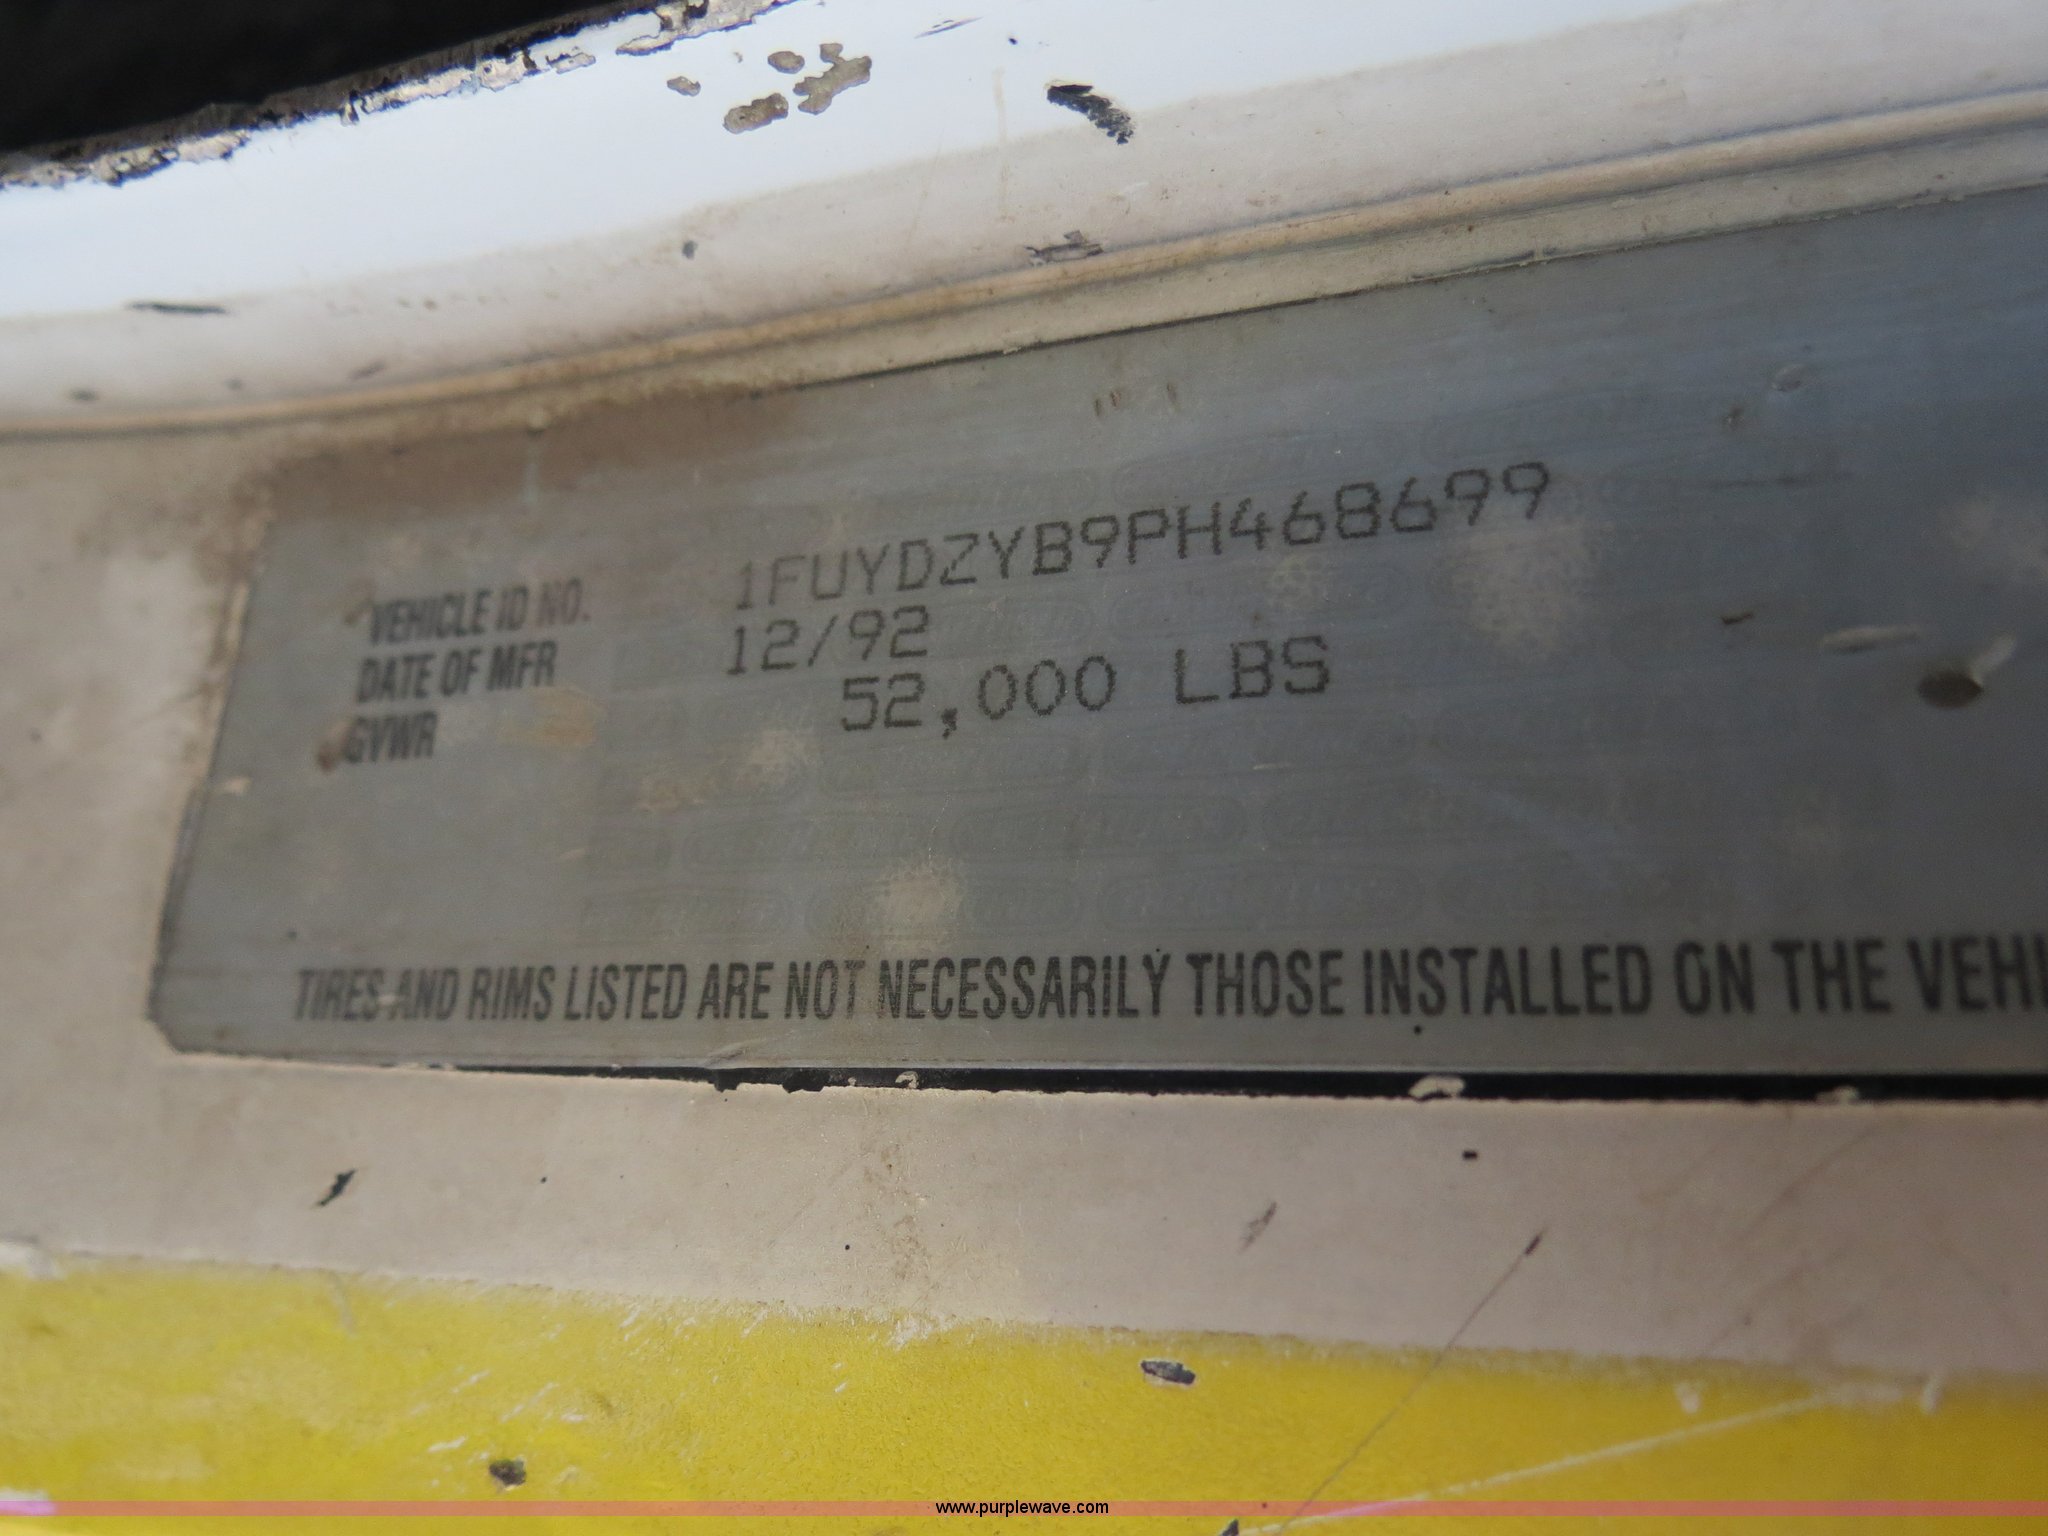 VEHICLE ID NO. 1FUYDZYB9PH468699
DATE OF MFR 12/92
GVWR 52,000 LBS
TIRES AND RIMS LISTED ARE NOT NECESSARILY THOSE INSTALLED ON THE VEHI
www.purplewave.com